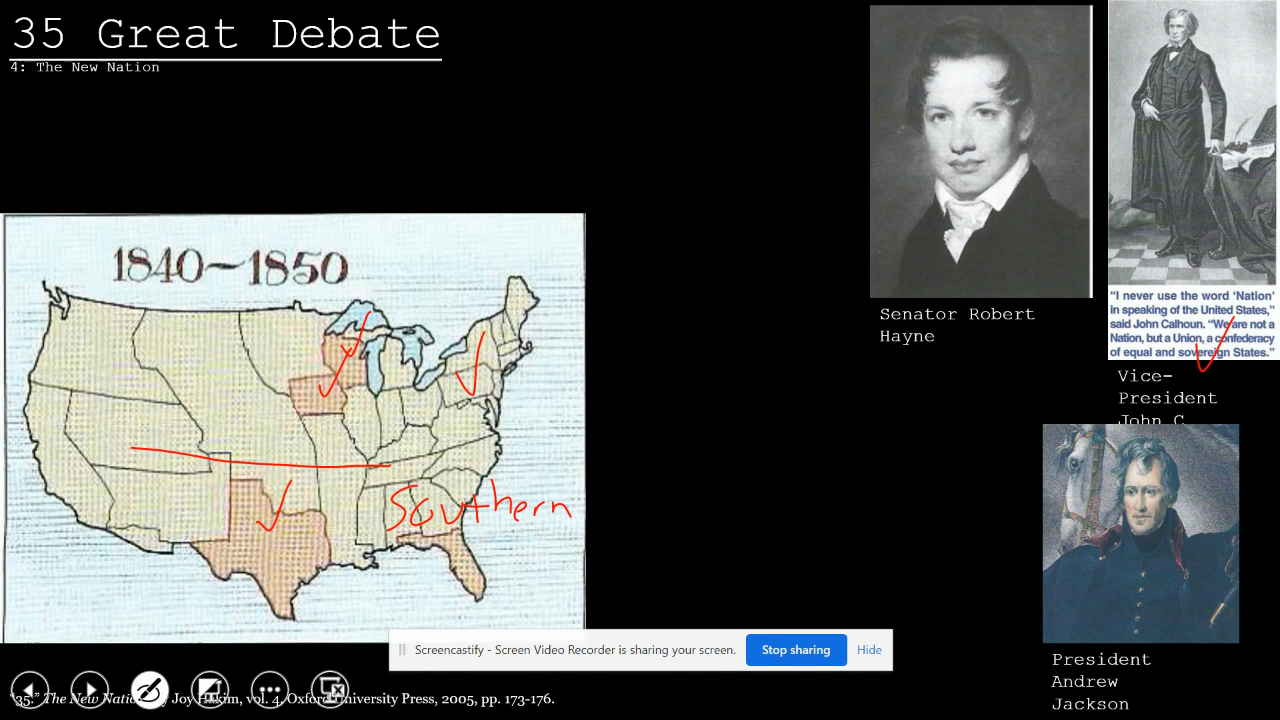 35 Great Debate
4: The New Nation
1840~1850
Southern
Senator Robert
Hayne
"I never use the word 'Nation'
in speaking of the United States,"
said John Calhoun. "We are not a
Nation, but a Union, a confederacy
of equal and sovereign States."
Vice-
President
John C
President
Andrew
Jackson
Screencastify - Screen Video Recorder is sharing your screen.
Stop sharing
Hide
"35." The New Nation Joy Hakim, vol. 4, Oxford University Press, 2005, pp. 173-176.